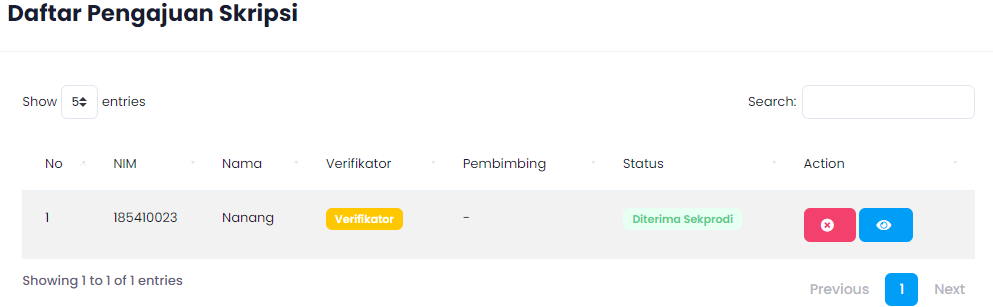 Daftar Pengajuan Skripsi
Show 5 entries Search:
No NIM Nama Verifikator Pembimbing Status Action
1 185410023 Nanang Verifikator - Diterima Sekprodi
Showing 1 to 1 of 1 entries
Previous 1 Next